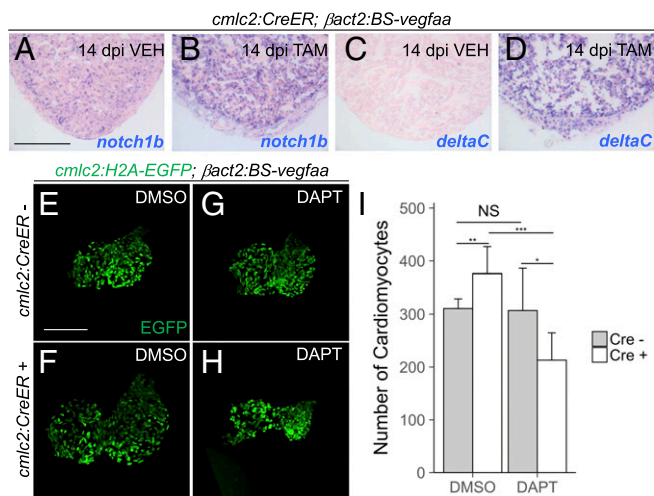 cmlc2:CreER; βact2:BS-vegfaa
A 14 dpi VEH
notch1b
B 14 dpi TAM
notch1b
C 14 dpi VEH
deltaC
D 14 dpi TAM
deltaC
cmlc2:H2A-EGFP; βact2:BS-vegfaa
cmlc2:CreER -
E DMSO
EGFP
G DAPT
cmlc2:CreER +
F DMSO
H DAPT
I
Number of Cardiomyocytes
500
400
300
200
100
0
NS
**
***
*
Cre -
Cre +
DMSO
DAPT